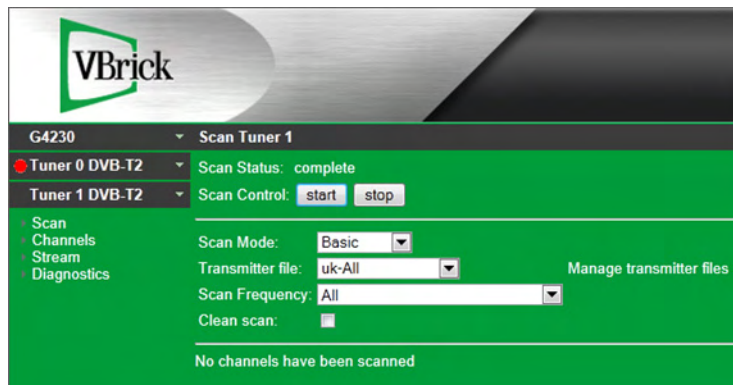 VBrick
G4230
Scan Tuner 1
Tuner 0 DVB-T2
Scan Status: complete
Tuner 1 DVB-T2
Scan Control: start stop
Scan
Channels
Stream
Diagnostics
Scan Mode: Basic
Transmitter file: uk-All Manage transmitter files
Scan Frequency: All
Clean scan:
No channels have been scanned